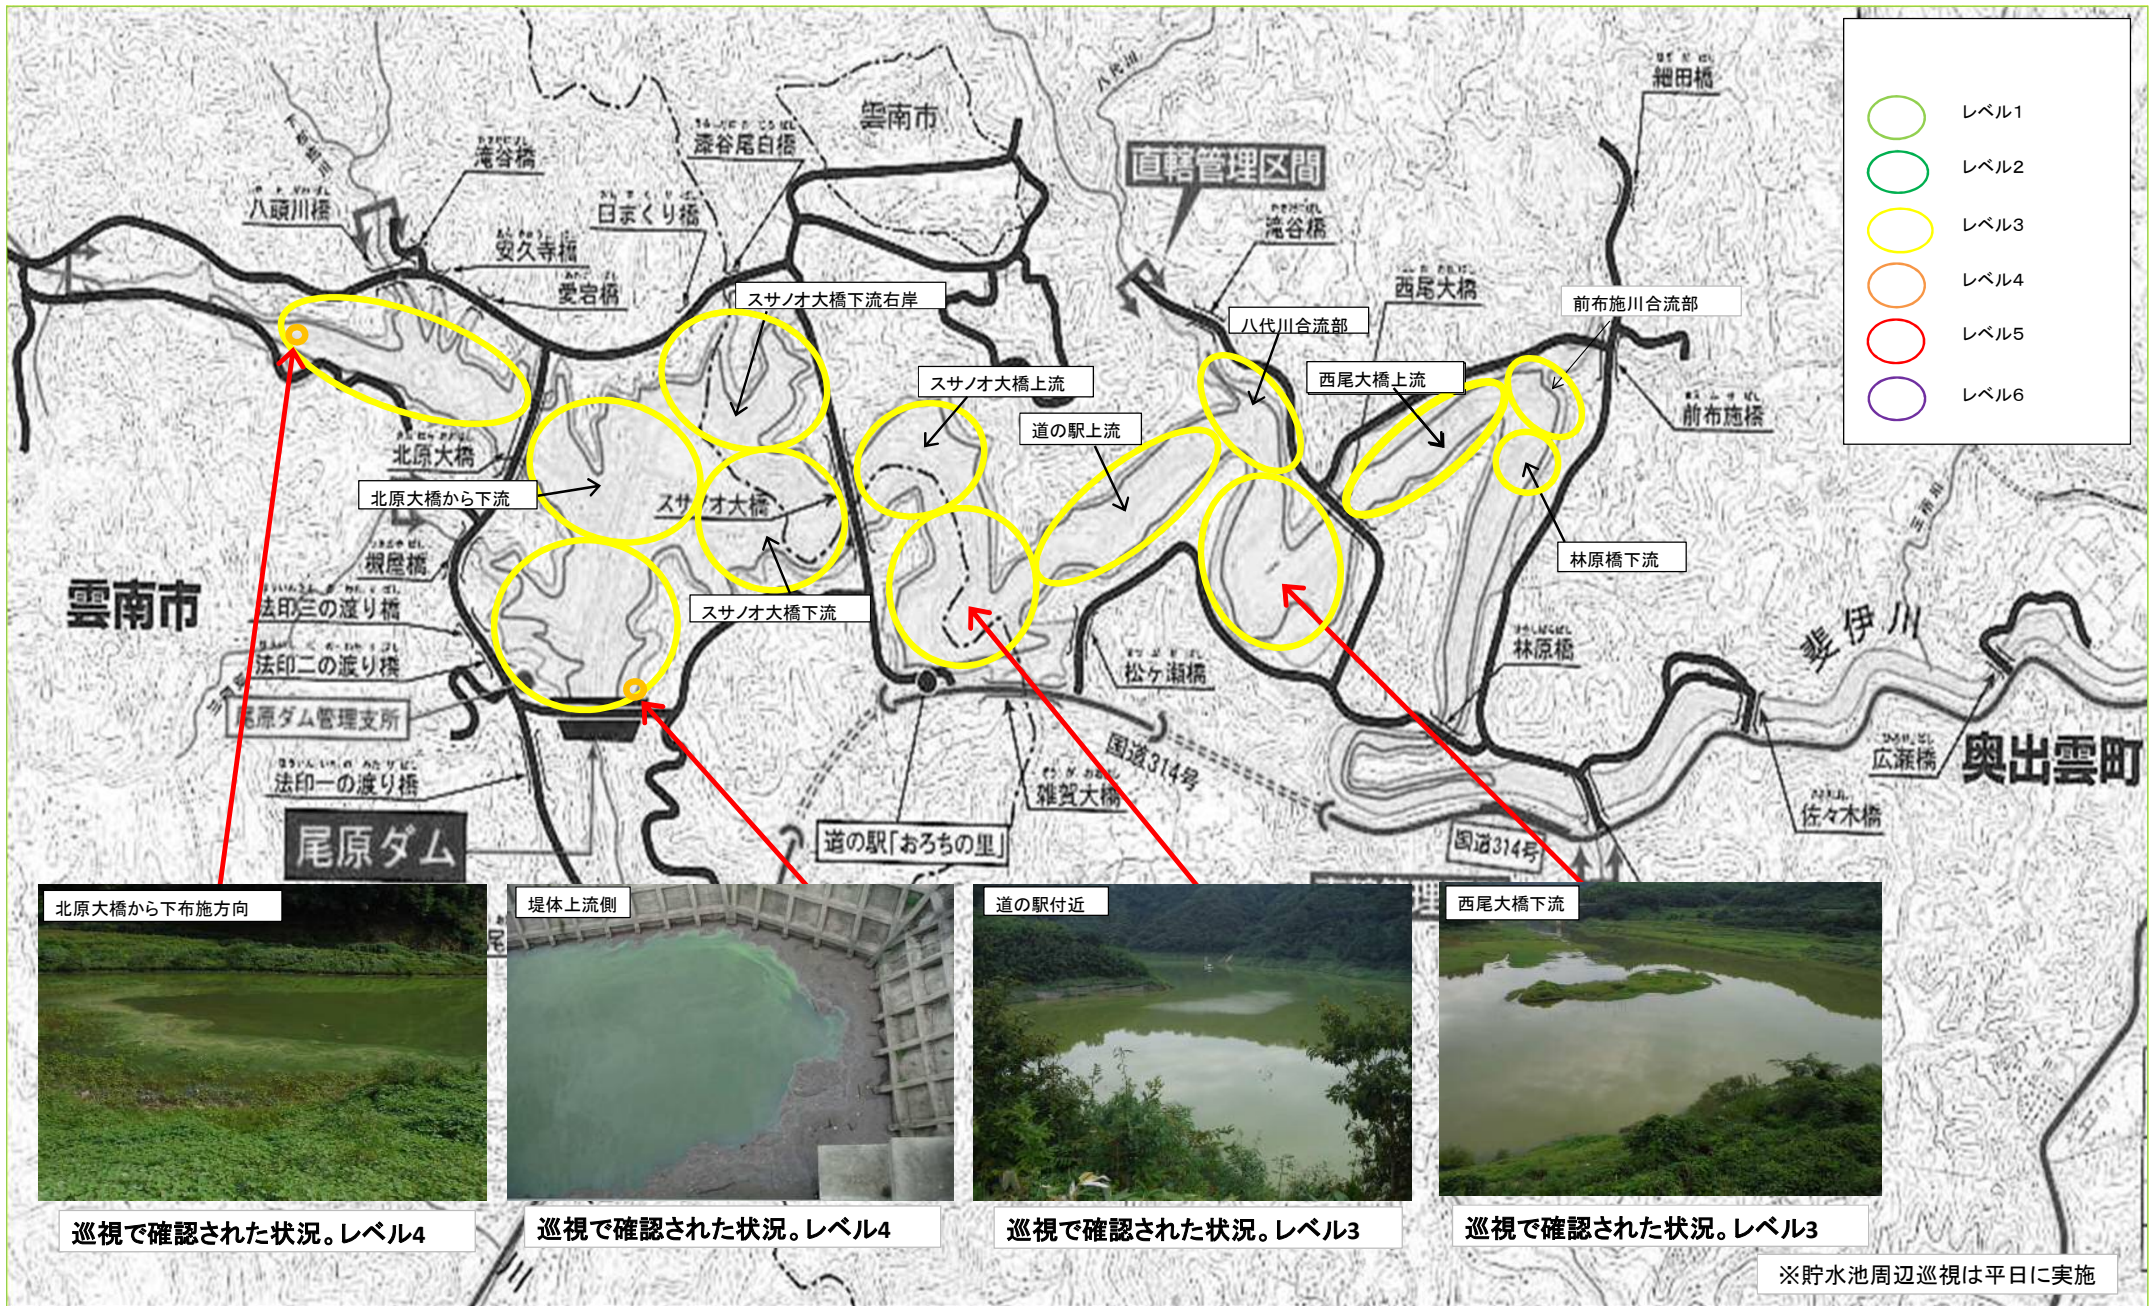 レベル1
レベル2
レベル3
レベル4
レベル5
レベル6
雲南市
八代川
細田橋
滝谷橋
漆谷尾白橋
直轄管理区間
八頭川橋
日まくり橋
安久寺橋
滝谷橋
愛宕橋
西尾大橋
スサノオ大橋下流右岸
前布施川合流部
八代川合流部
スサノオ大橋上流
西尾大橋上流
道の駅上流
前布施橋
北原大橋
北原大橋から下流
スサノオ大橋
槻屋橋
林原橋下流
雲南市
法印三の渡り橋
スサノオ大橋下流
斐伊川
法印二の渡り橋
林原橋
松ヶ瀬橋
尾原ダム管理支所
国道314号
広瀬橋
奥出雲町
法印一の渡り橋
雑賀大橋
佐々木橋
尾原ダム
道の駅「おろちの里」
国道314号
北原大橋から下布施方向
堤体上流側
道の駅付近
西尾大橋下流
巡視で確認された状況。レベル4
巡視で確認された状況。レベル4
巡視で確認された状況。レベル3
巡視で確認された状況。レベル3
※貯水池周辺巡視は平日に実施